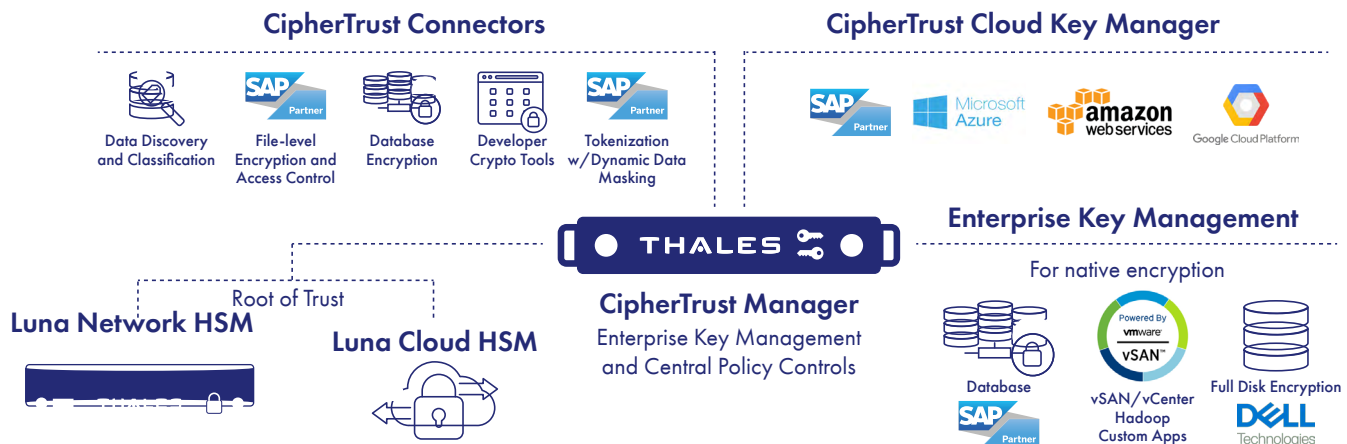 CipherTrust Connectors
SAP
Partner
SAP
Partner
Data Discovery
and Classification
File-level
Encryption and
Access Control
Database
Encryption
Developer
Crypto Tools
Tokenization
w/Dynamic Data
Masking
CipherTrust Cloud Key Manager
SAP
Partner
Microsoft
Azure
amazon
webservices
Google Cloud Platform
THALES
CipherTrust Manager
Enterprise Key Management
and Central Policy Controls
Root of Trust
Luna Network HSM
THALES
Luna Cloud HSM
Enterprise Key Management
For native encryption
Database
SAP
Partner
Powered By
vmware
vSAN™
vSAN/vCenter
Hadoop
Custom Apps
Full Disk Encryption
DELL
Technologies